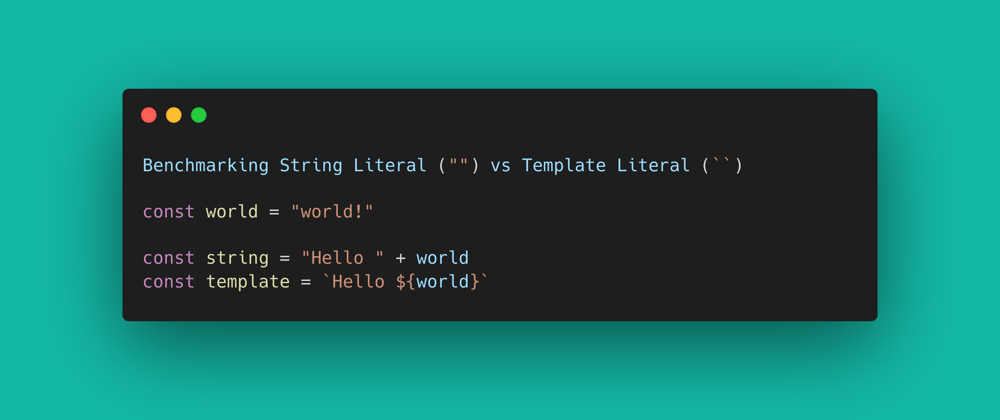 Benchmarking String Literal ("") vs Template Literal (``)
const world = "world!"
const string = "Hello " + world
const template = `Hello ${world}`